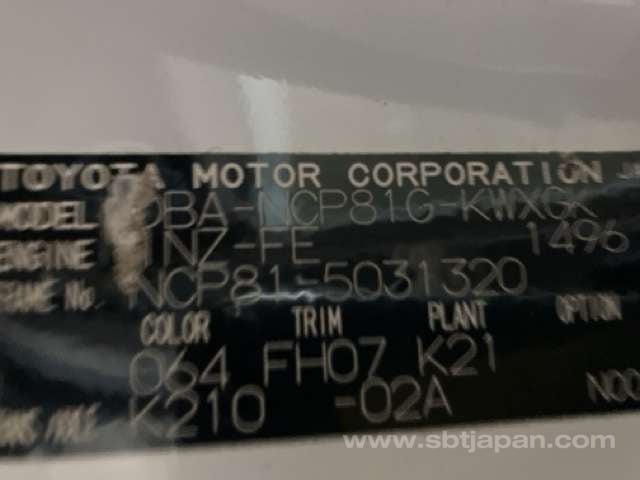 TOYOTA MOTOR CORPORATION
MODEL DBA-NCP81G-KWXGK
ENGINE 1NZ-FE 1496
FRAME No. NCP81-5031320
COLOR TRIM PLANT OPTION
064 FH07 K21
K210 -02A
www.sbtjapan.com